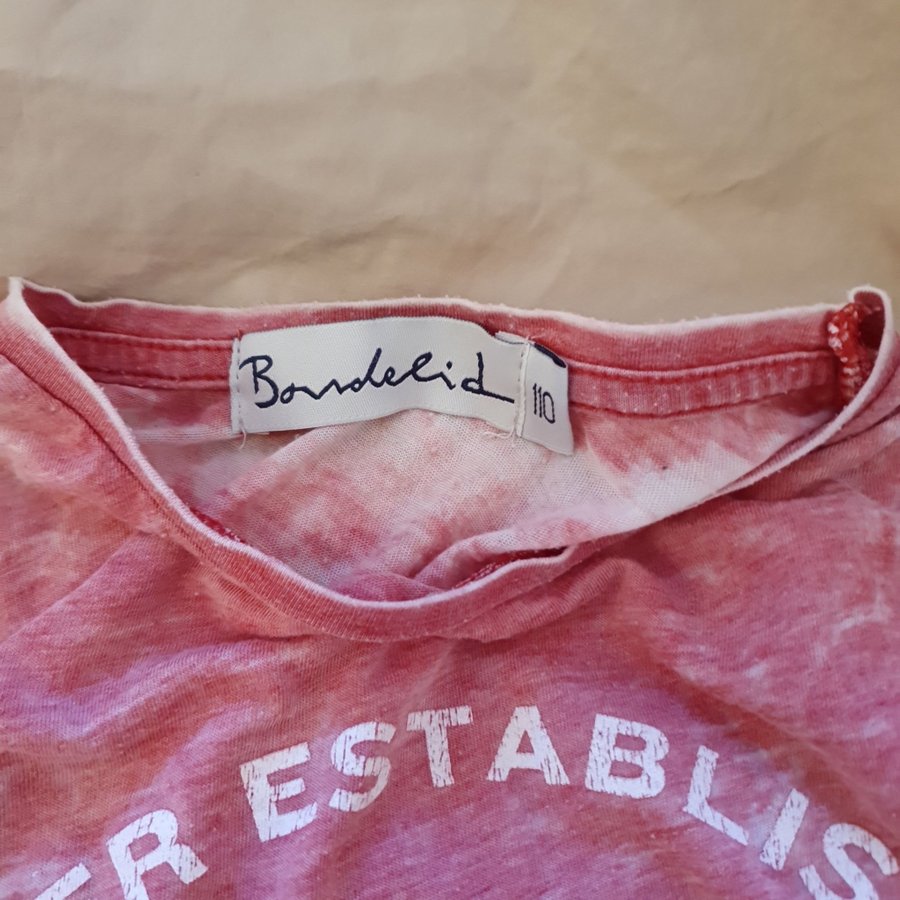 Bondelid
110
ER ESTABLIS